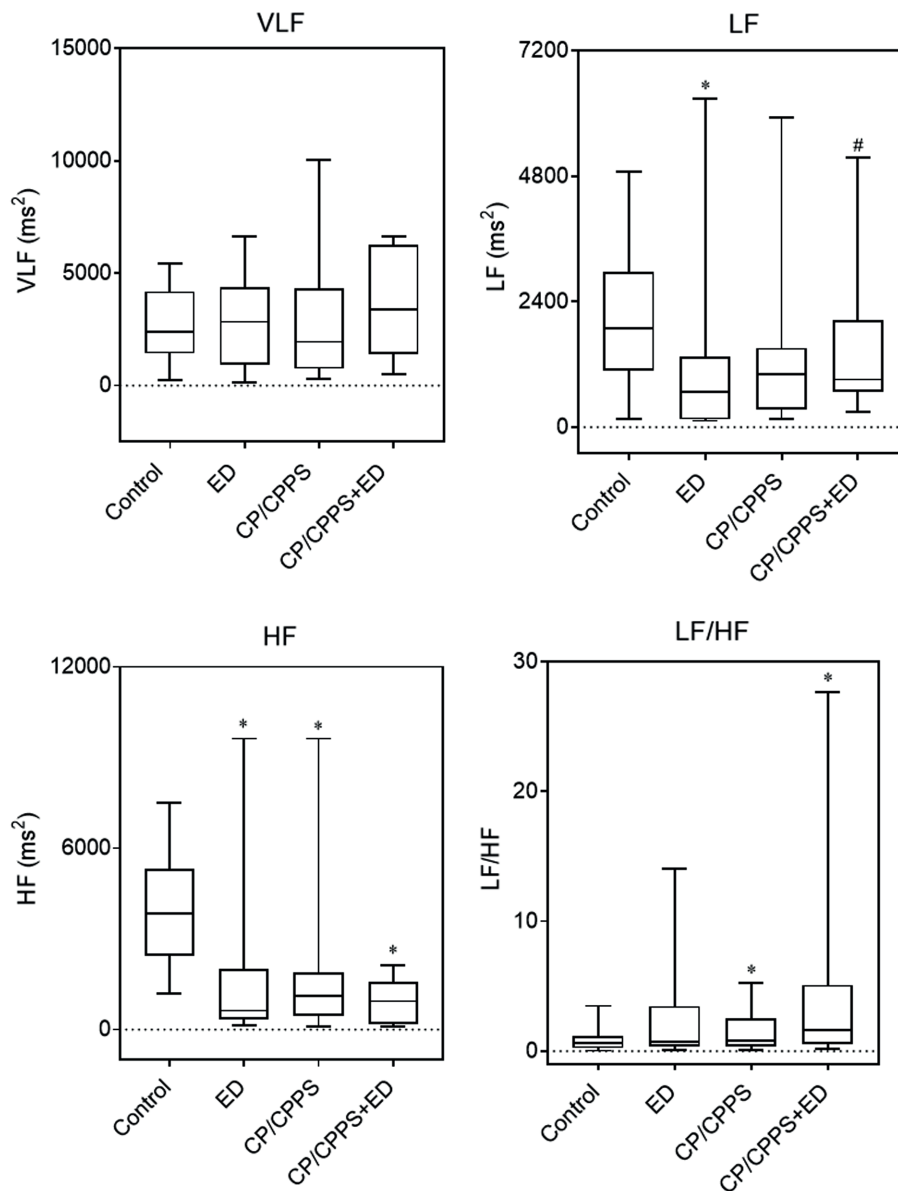 VLF
15000
10000
5000
0
VLF (ms²)
Control
ED
CP/CPPS
CP/CPPS+ED
LF
7200
4800
2400
0
LF (ms²)
*
#
Control
ED
CP/CPPS
CP/CPPS+ED
HF
12000
6000
0
HF (ms²)
*
*
*
Control
ED
CP/CPPS
CP/CPPS+ED
LF/HF
30
20
10
0
LF/HF
*
*
Control
ED
CP/CPPS
CP/CPPS+ED